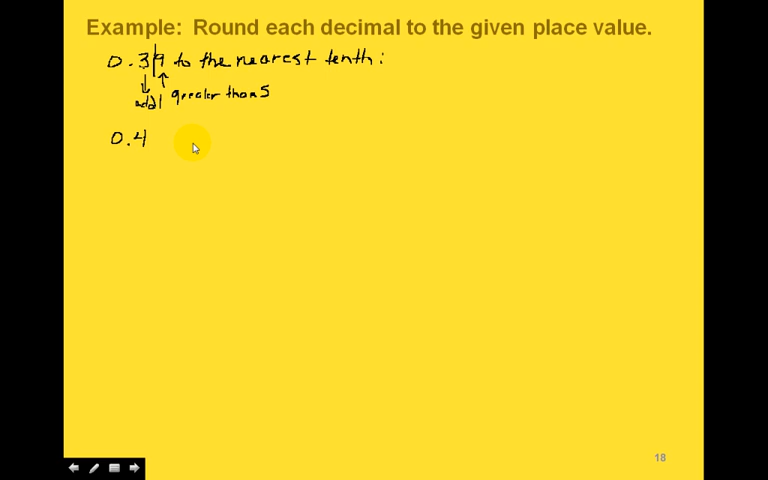 Example: Round each decimal to the given place value.
0.3|9 to the nearest tenth:
add 1 greater than 5
0.4
18